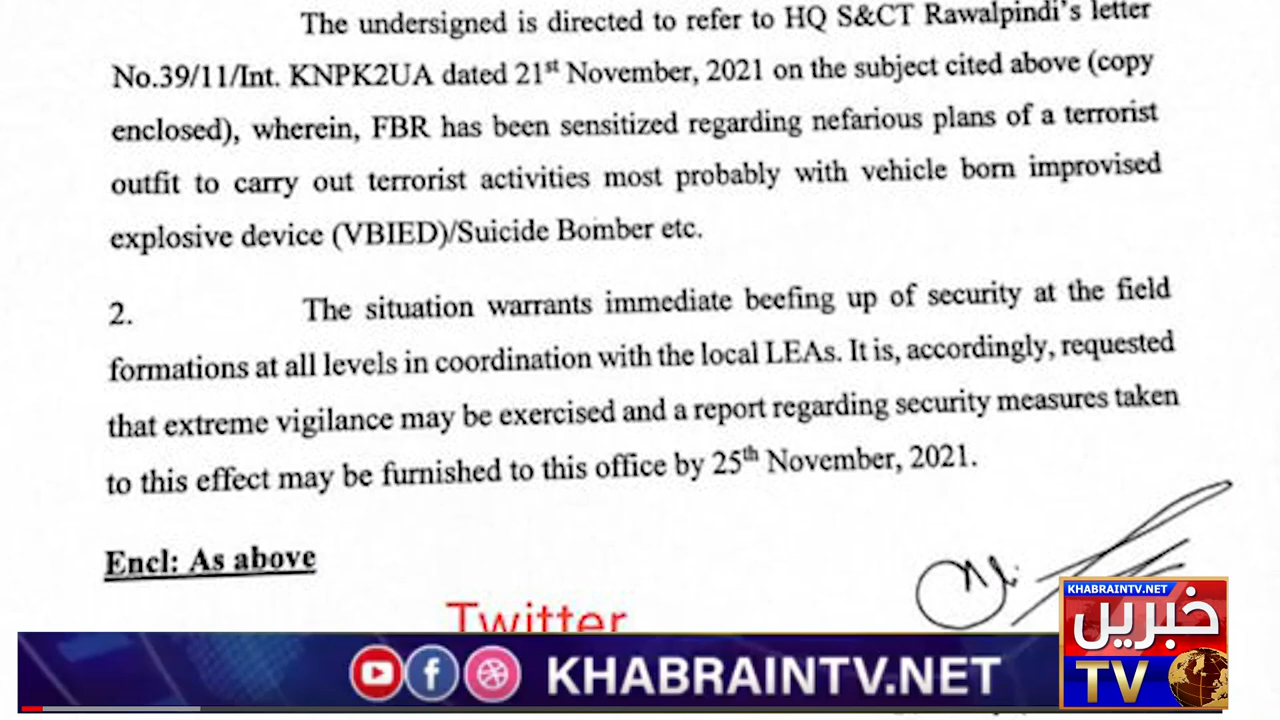 The undersigned is directed to refer to HQ S&CT Rawalpindi's letter
No.39/11/Int. KNPK2UA dated 21st November, 2021 on the subject cited above (copy
enclosed), wherein, FBR has been sensitized regarding nefarious plans of a terrorist
outfit to carry out terrorist activities most probably with vehicle born improvised
explosive device (VBIED)/Suicide Bomber etc.
2. The situation warrants immediate beefing up of security at the field
formations at all levels in coordination with the local LEAs. It is, accordingly, requested
that extreme vigilance may be exercised and a report regarding security measures taken
to this effect may be furnished to this office by 25th November, 2021.
Encl: As above
Twitter
KHABRAINTV.NET
KHABRAINTV.NET
خبریں
TV